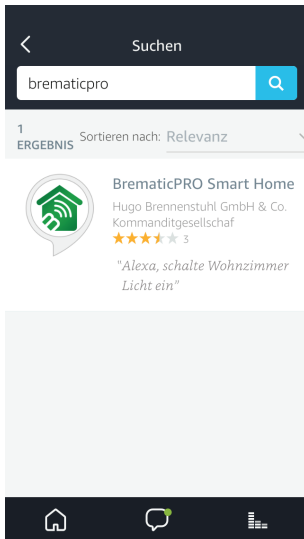 Suchen
brematicpro
1
ERGEBNIS
Sortieren nach: Relevanz
BrematicPRO Smart Home
Hugo Brennenstuhl GmbH & Co.
Kommanditgesellschaf
3
"Alexa, schalte Wohnzimmer
Licht ein"